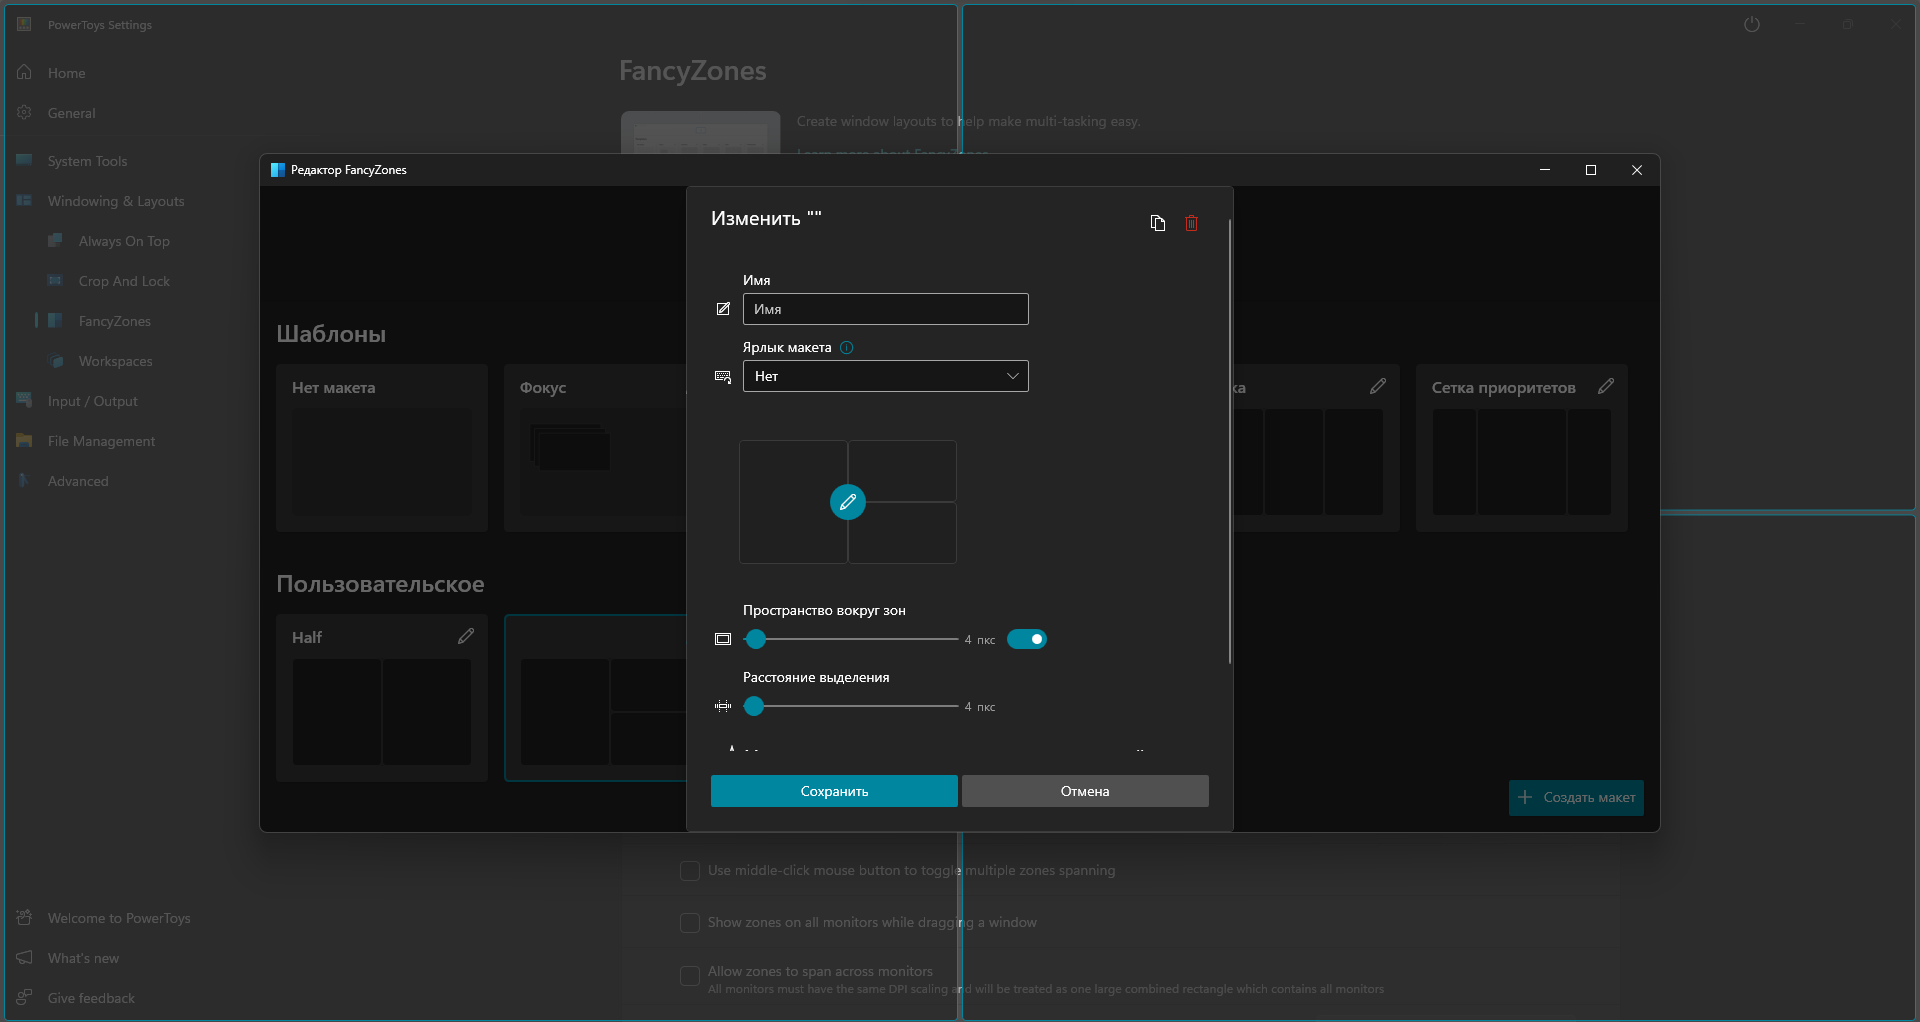 PowerToys Settings
Home
General
System Tools
Windowing & Layouts
Always On Top
Crop And Lock
FancyZones
Workspaces
Input / Output
File Management
Advanced
Welcome to PowerToys
What's new
Give feedback
FancyZones
Create window layouts to help make multi-tasking easy.
Learn more about FancyZones
Редактор FancyZones
Шаблоны
Нет макета
Фокус
ка
Сетка приоритетов
Пользовательское
Half
Создать макет
Изменить ""
Имя
Имя
Ярлык макета
Нет
Пространство вокруг зон
4 пкс
Расстояние выделения
4 пкс
Сохранить
Отмена
Use middle-click mouse button to toggle multiple zones spanning
Show zones on all monitors while dragging a window
Allow zones to span across monitors
All monitors must have the same DPI scaling and will be treated as one large combined rectangle which contains all monitors